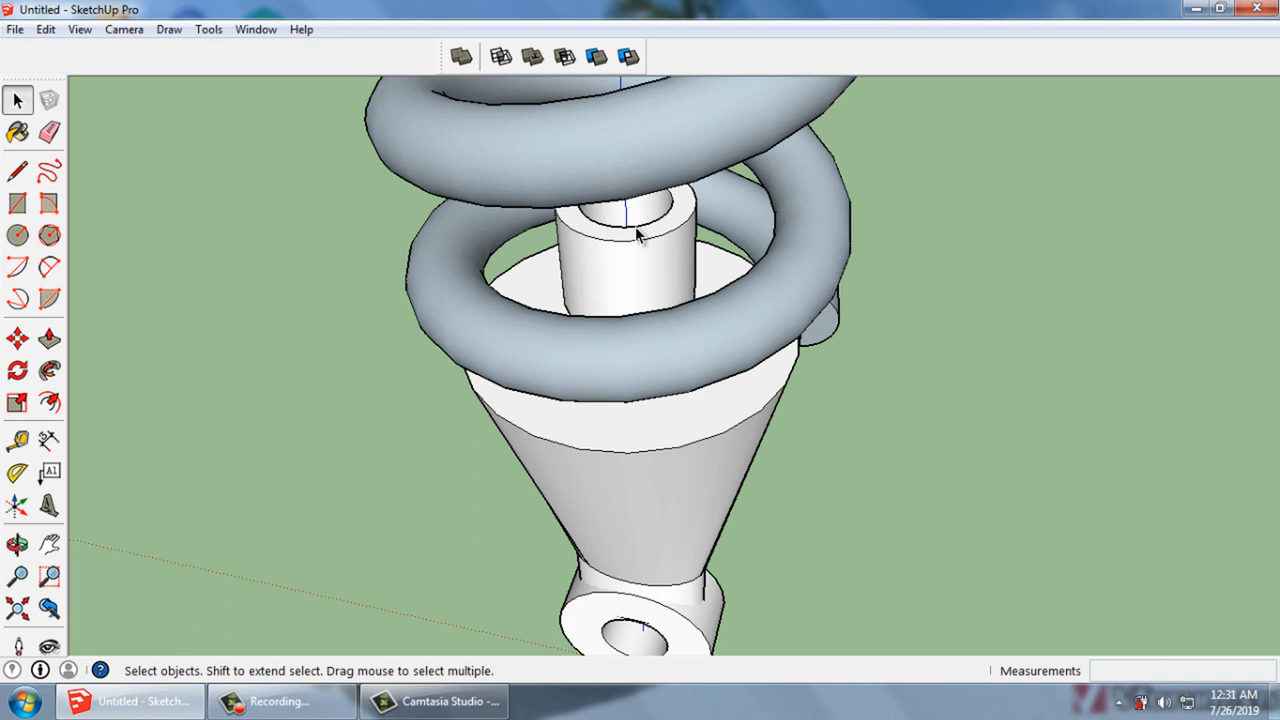 Untitled - SketchUp Pro
File Edit View Camera Draw Tools Window Help
A1
Select objects. Shift to extend select. Drag mouse to select multiple.
Measurements
Untitled - Sketch... Recording... Camtasia Studio -...
12:31 AM
7/26/2019